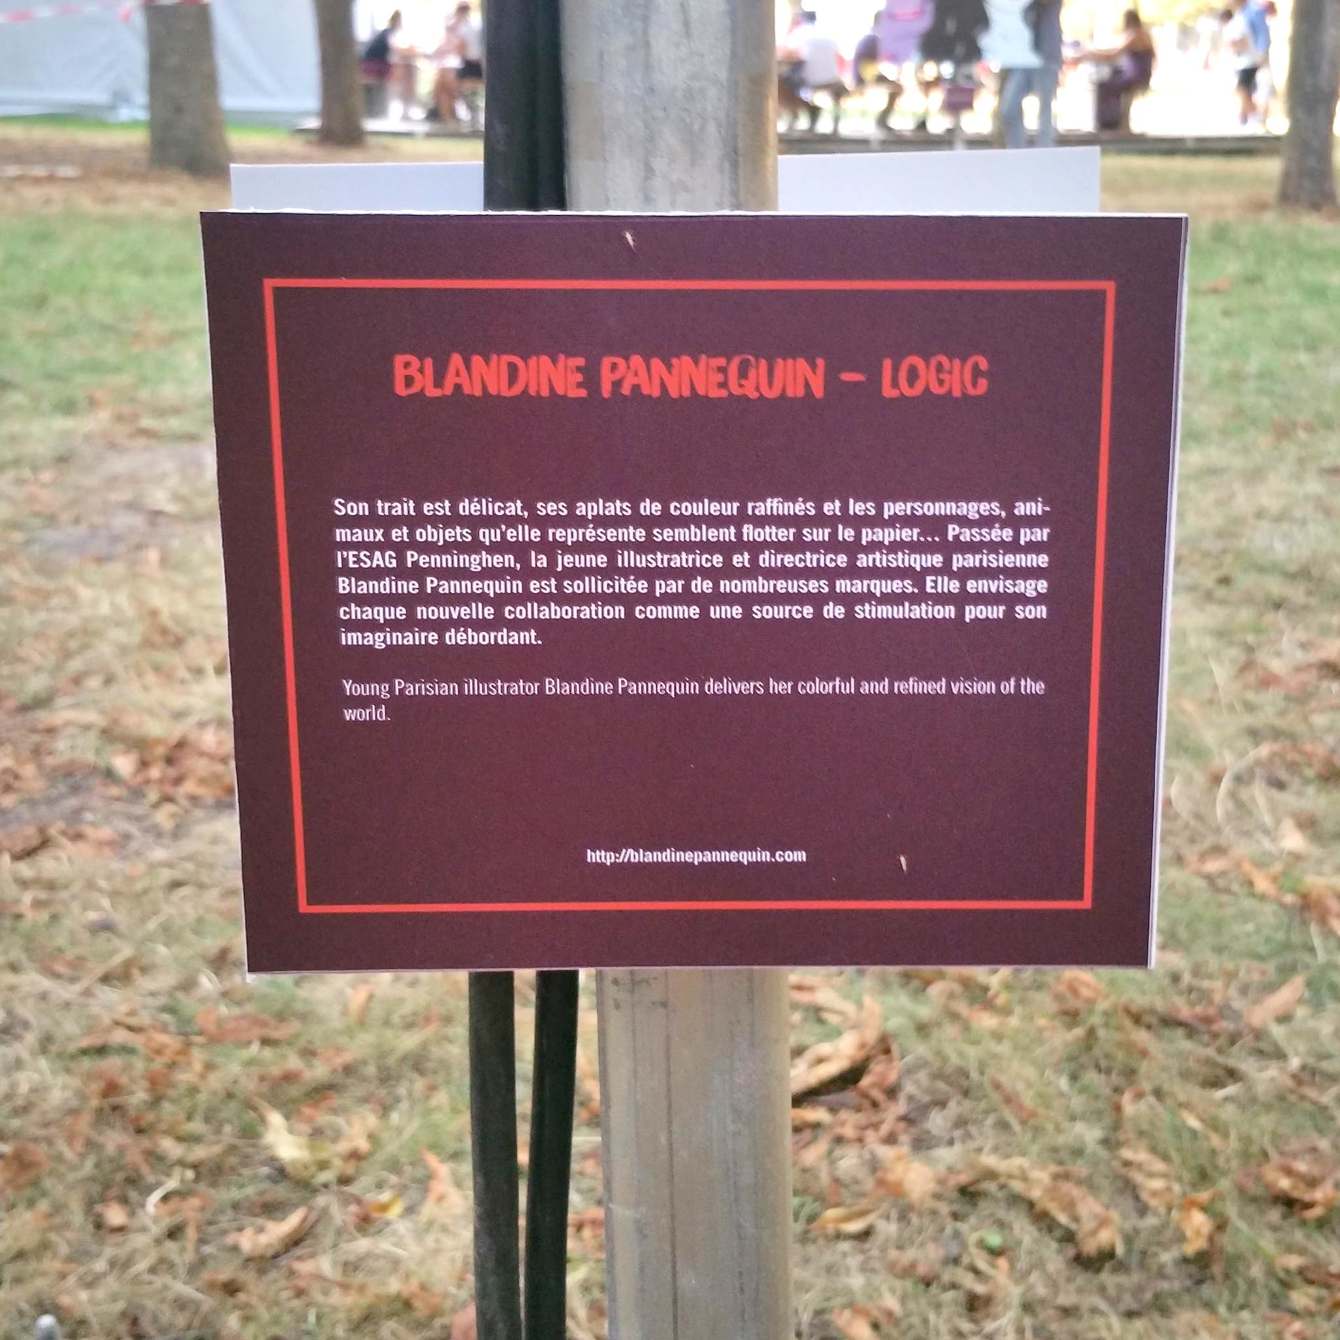 BLANDINE PANNEQUIN – LOGIC
Son trait est délicat, ses aplats de couleur raffinés et les personnages, ani-
maux et objets qu'elle représente semblent flotter sur le papier... Passée par
l'ESAG Penninghen, la jeune illustratrice et directrice artistique parisienne
Blandine Pannequin est sollicitée par de nombreuses marques. Elle envisage
chaque nouvelle collaboration comme une source de stimulation pour son
imaginaire débordant.
Young Parisian illustrator Blandine Pannequin delivers her colorful and refined vision of the
world.
http://blandinepannequin.com